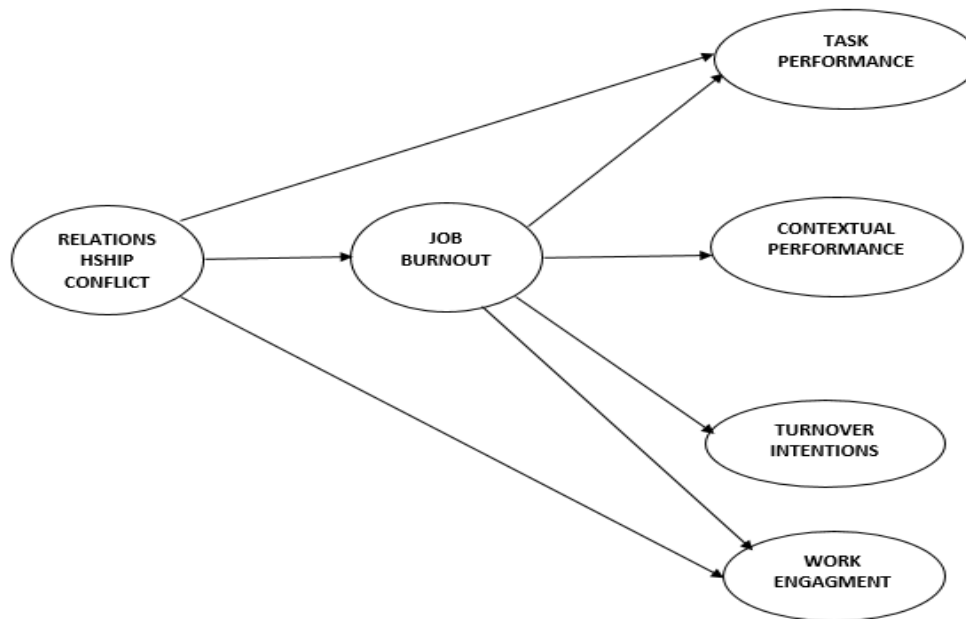 TASK
PERFORMANCE
RELATIONS
HSHIP
CONFLICT
JOB
BURNOUT
CONTEXTUAL
PERFORMANCE
TURNOVER
INTENTIONS
WORK
ENGAGMENT